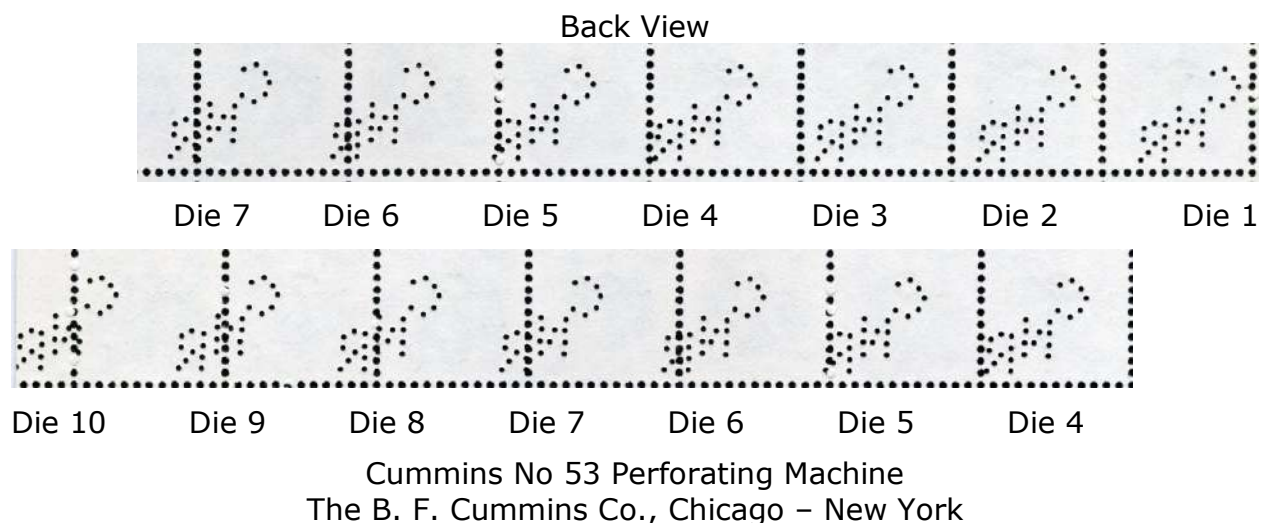 Back View
Die 7 Die 6 Die 5 Die 4 Die 3 Die 2 Die 1
Die 10 Die 9 Die 8 Die 7 Die 6 Die 5 Die 4
Cummins No 53 Perforating Machine
The B. F. Cummins Co., Chicago – New York